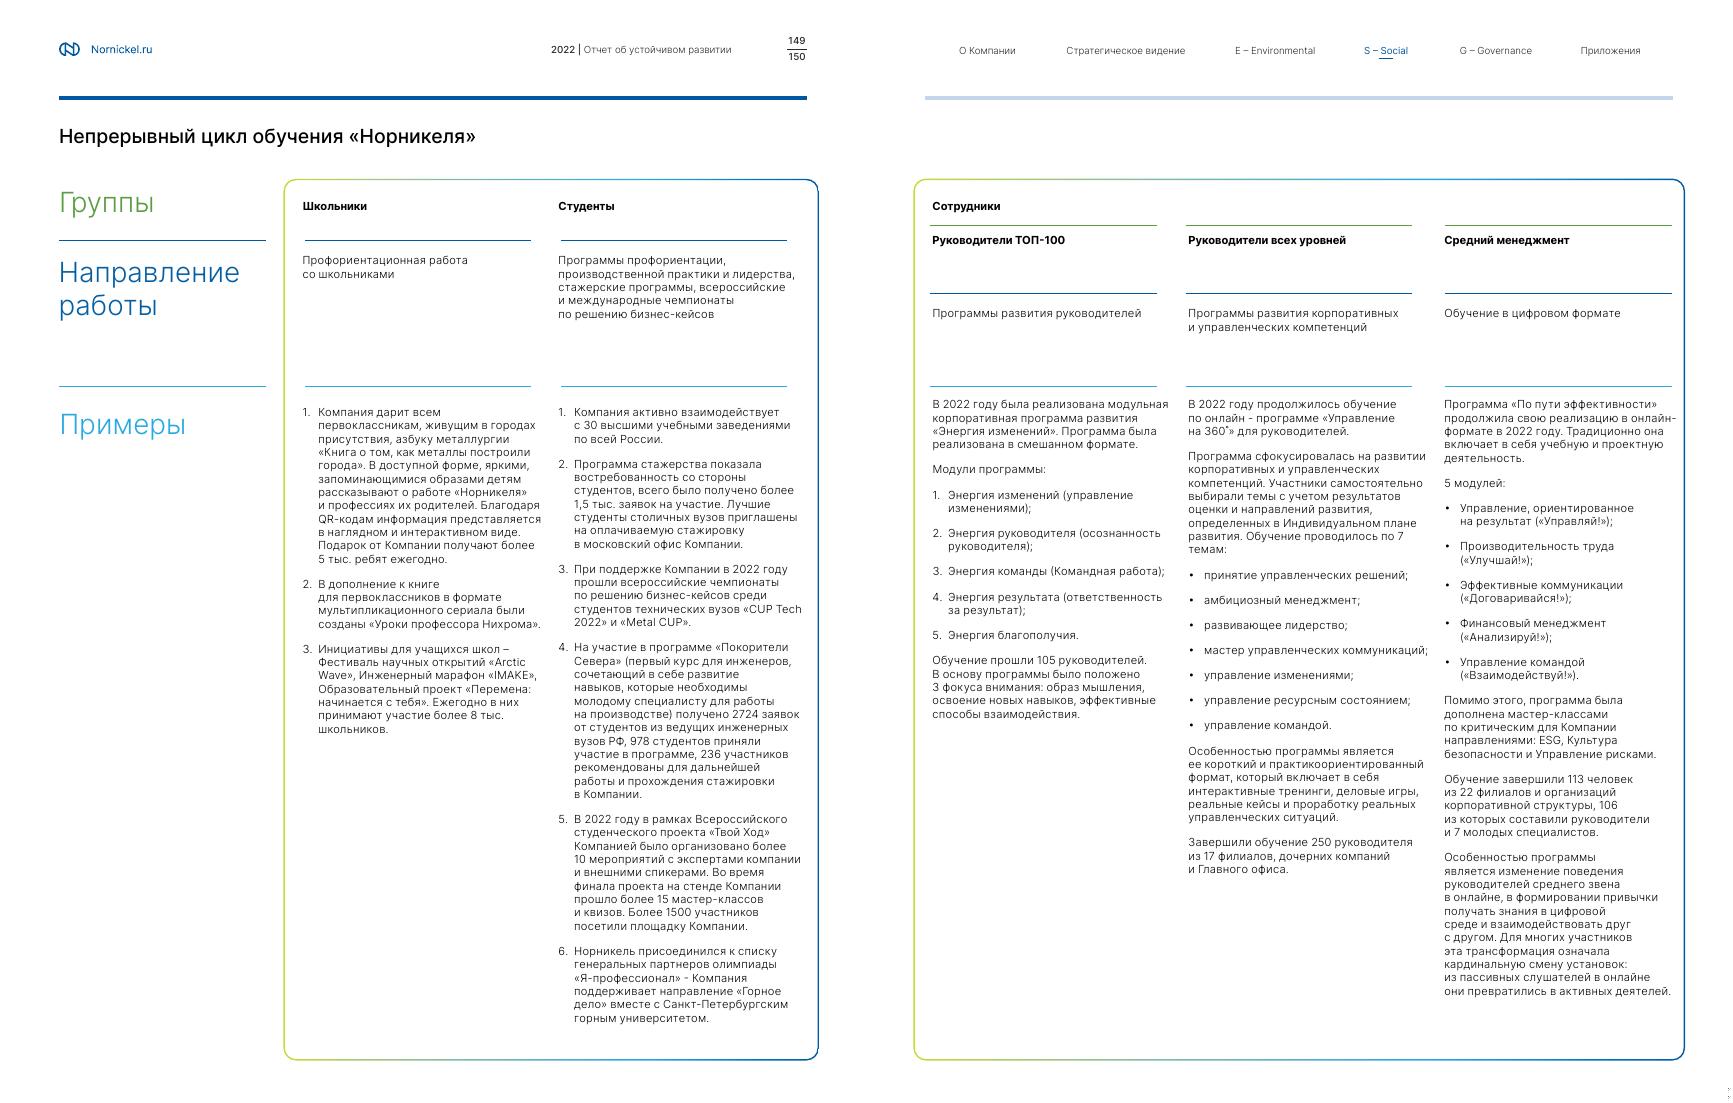 Nornickel.ru
2022 | Отчет об устойчивом развитии
149
150
О Компании
Стратегическое видение
E – Environmental
S – Social
G – Governance
Приложения
Непрерывный цикл обучения «Норникеля»
Группы
Направление
работы
Примеры
Школьники
Профориентационная работа
со школьниками
1. Компания дарит всем
первоклассникам, живущим в городах
присутствия, азбуку металлургии
«Книга о том, как металлы построили
города». В доступной форме, яркими,
запоминающимися образами детям
рассказывают о работе «Норникеля»
и профессиях их родителей. Благодаря
QR-кодам информация представляется
в наглядном и интерактивном виде.
Подарок от Компании получают более
5 тыс. ребят ежегодно.
2. В дополнение к книге
для первоклассников в формате
мультипликационного сериала были
созданы «Уроки профессора Нихрома».
3. Инициативы для учащихся школ –
Фестиваль научных открытий «Arctic
Wave», Инженерный марафон «IMAKE»,
Образовательный проект «Перемена:
начинается с тебя». Ежегодно в них
принимают участие более 8 тыс.
школьников.
Студенты
Программы профориентации,
производственной практики и лидерства,
стажерские программы, всероссийские
и международные чемпионаты
по решению бизнес-кейсов
1. Компания активно взаимодействует
с 30 высшими учебными заведениями
по всей России.
2. Программа стажерства показала
востребованность со стороны
студентов, всего было получено более
1,5 тыс. заявок на участие. Лучшие
студенты столичных вузов приглашены
на оплачиваемую стажировку
в московский офис Компании.
3. При поддержке Компании в 2022 году
прошли всероссийские чемпионаты
по решению бизнес-кейсов среди
студентов технических вузов «CUP Tech
2022» и «Metal CUP».
4. На участие в программе «Покорители
Севера» (первый курс для инженеров,
сочетающий в себе развитие
навыков, которые необходимы
молодому специалисту для работы
на производстве) получено 2724 заявок
от студентов из ведущих инженерных
вузов РФ, 978 студентов приняли
участие в программе, 236 участников
рекомендованы для дальнейшей
работы и прохождения стажировки
в Компании.
5. В 2022 году в рамках Всероссийского
студенческого проекта «Твой Ход»
Компанией было организовано более
10 мероприятий с экспертами компании
и внешними спикерами. Во время
финала проекта на стенде Компании
прошло более 15 мастер-классов
и квизов. Более 1500 участников
посетили площадку Компании.
6. Норникель присоединился к списку
генеральных партнеров олимпиады
«Я-профессионал» - Компания
поддерживает направление «Горное
дело» вместе с Санкт-Петербургским
горным университетом.
Сотрудники
Руководители ТОП-100
Программы развития руководителей
В 2022 году была реализована модульная
корпоративная программа развития
«Энергия изменений». Программа была
реализована в смешанном формате.
Модули программы:
1. Энергия изменений (управление
изменениями);
2. Энергия руководителя (осознанность
руководителя);
3. Энергия команды (Командная работа);
4. Энергия результата (ответственность
за результат);
5. Энергия благополучия.
Обучение прошли 105 руководителей.
В основу программы было положено
3 фокуса внимания: образ мышления,
освоение новых навыков, эффективные
способы взаимодействия.
Руководители всех уровней
Программы развития корпоративных
и управленческих компетенций
В 2022 году продолжилось обучение
по онлайн - программе «Управление
на 360˚» для руководителей.
Программа сфокусировалась на развитии
корпоративных и управленческих
компетенций. Участники самостоятельно
выбирали темы с учетом результатов
оценки и направлений развития,
определенных в Индивидуальном плане
развития. Обучение проводилось по 7
темам:
• принятие управленческих решений;
• амбициозный менеджмент;
• развивающее лидерство;
• мастер управленческих коммуникаций;
• управление изменениями;
• управление ресурсным состоянием;
• управление командой.
Особенностью программы является
ее короткий и практикоориентированный
формат, который включает в себя
интерактивные тренинги, деловые игры,
реальные кейсы и проработку реальных
управленческих ситуаций.
Завершили обучение 250 руководителя
из 17 филиалов, дочерних компаний
и Главного офиса.
Средний менеджмент
Обучение в цифровом формате
Программа «По пути эффективности»
продолжила свою реализацию в онлайн-
формате в 2022 году. Традиционно она
включает в себя учебную и проектную
деятельность.
5 модулей:
• Управление, ориентированное
на результат («Управляй!»);
• Производительность труда
(«Улучшай!»);
• Эффективные коммуникации
(«Договаривайся!»);
• Финансовый менеджмент
(«Анализируй!»);
• Управление командой
(«Взаимодействуй!»).
Помимо этого, программа была
дополнена мастер-классами
по критическим для Компании
направлениями: ESG, Культура
безопасности и Управление рисками.
Обучение завершили 113 человек
из 22 филиалов и организаций
корпоративной структуры, 106
из которых составили руководители
и 7 молодых специалистов.
Особенностью программы
является изменение поведения
руководителей среднего звена
в онлайне, в формировании привычки
получать знания в цифровой
среде и взаимодействовать друг
с другом. Для многих участников
эта трансформация означала
кардинальную смену установок:
из пассивных слушателей в онлайне
они превратились в активных деятелей.